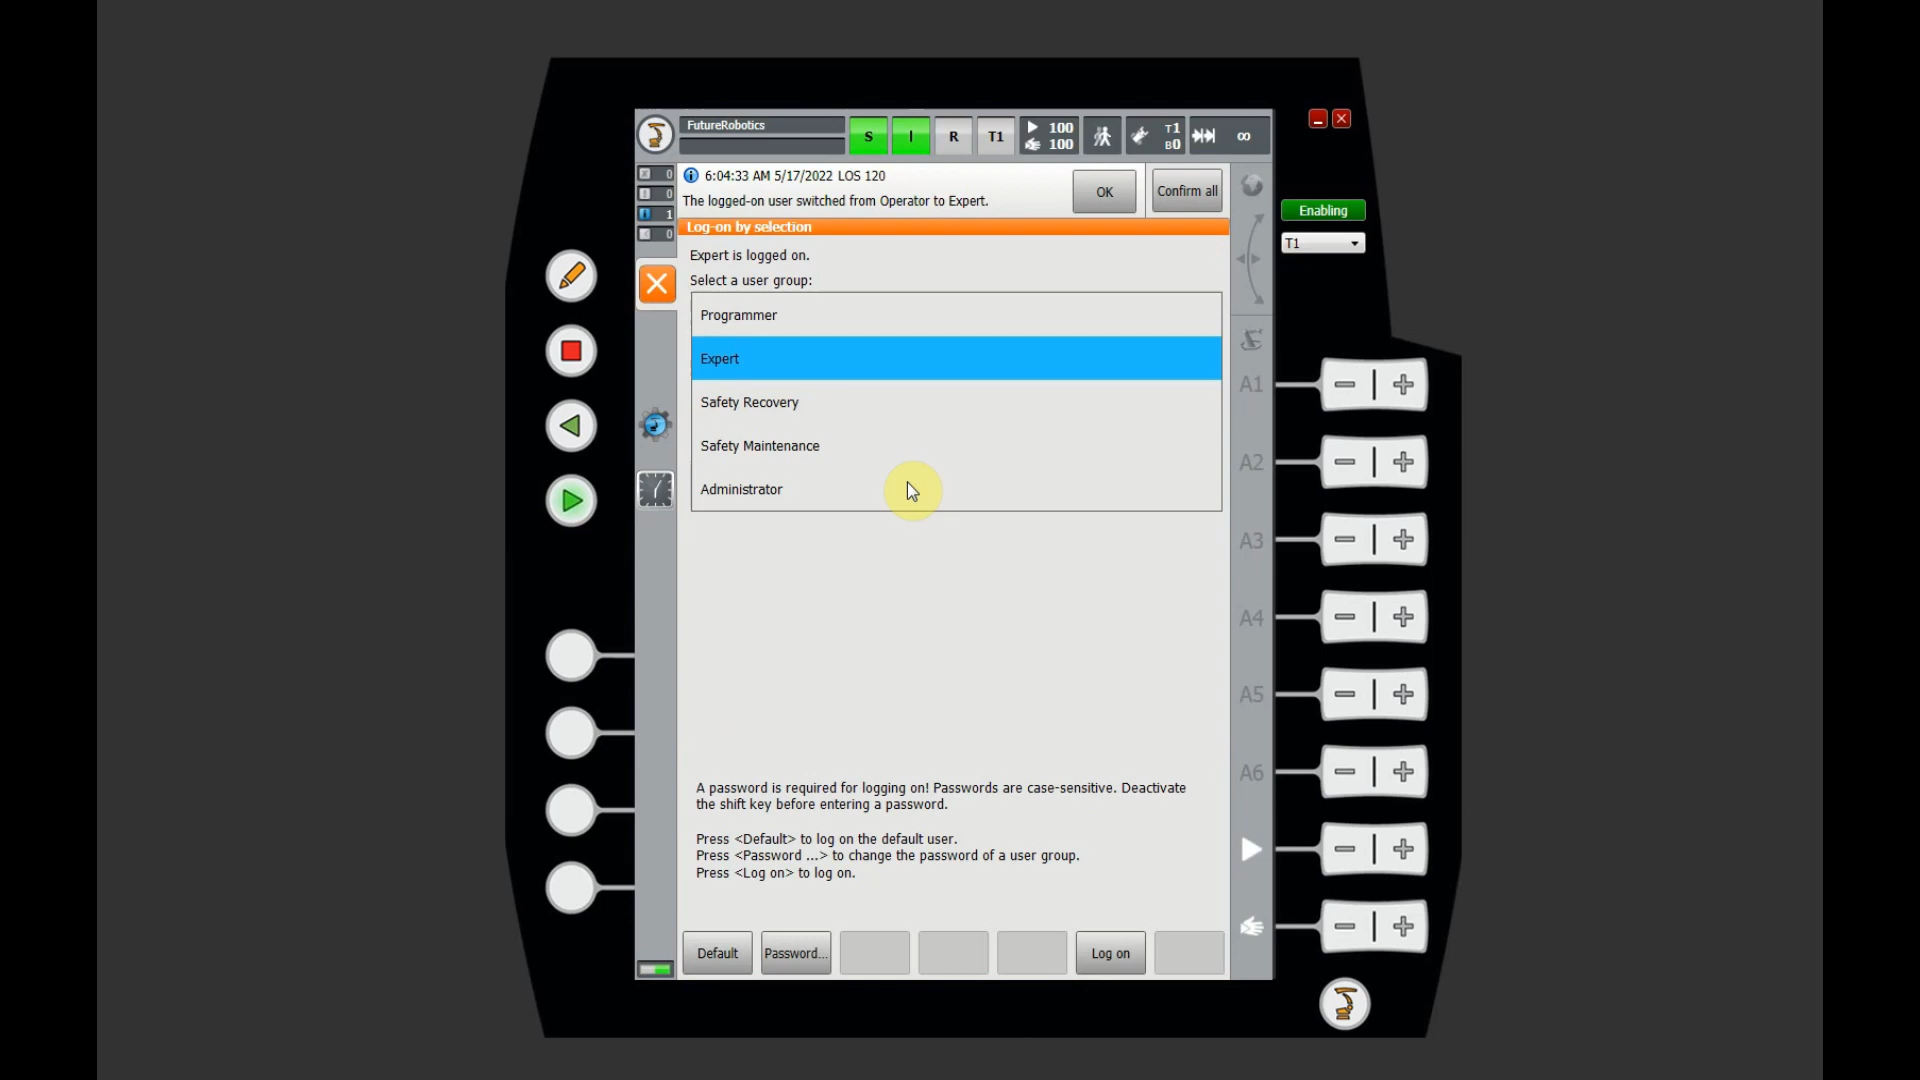 FutureRobotics
S
I
R
T1
100
100
T1
B0
∞
0
0
1
0
6:04:33 AM 5/17/2022 LOS 120
The logged-on user switched from Operator to Expert.
OK
Confirm all
Log-on by selection
Expert is logged on.
Select a user group:
Programmer
Expert
Safety Recovery
Safety Maintenance
Administrator
Enabling
T1
A1
A2
A3
A4
A5
A6
A password is required for logging on! Passwords are case-sensitive. Deactivate
the shift key before entering a password.
Press <Default> to log on the default user.
Press <Password ...> to change the password of a user group.
Press <Log on> to log on.
Default
Password...
Log on